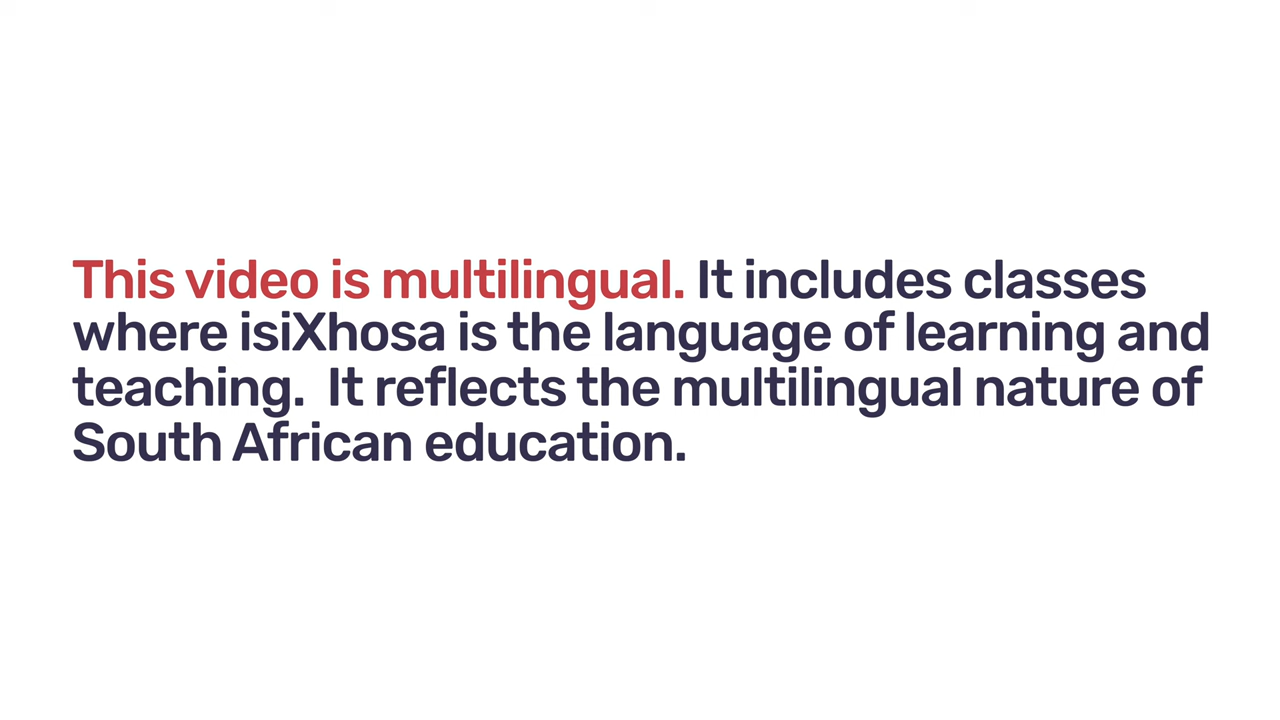 This video is multilingual. It includes classes
where isiXhosa is the language of learning and
teaching.  It reflects the multilingual nature of
South African education.